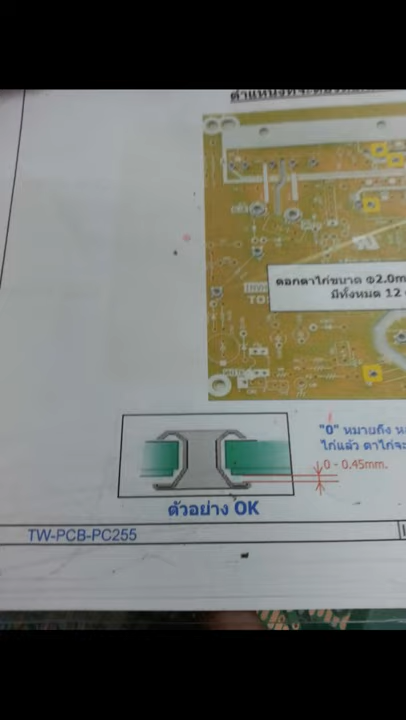 ตอกตาไก่ขนาด Φ2.0m
มีทั้งหมด 12
"0" หมายถึง
ไก่แล้ว ตาไก่จะ
0 - 0.45mm.
ตัวอย่าง OK
TW-PCB-PC255